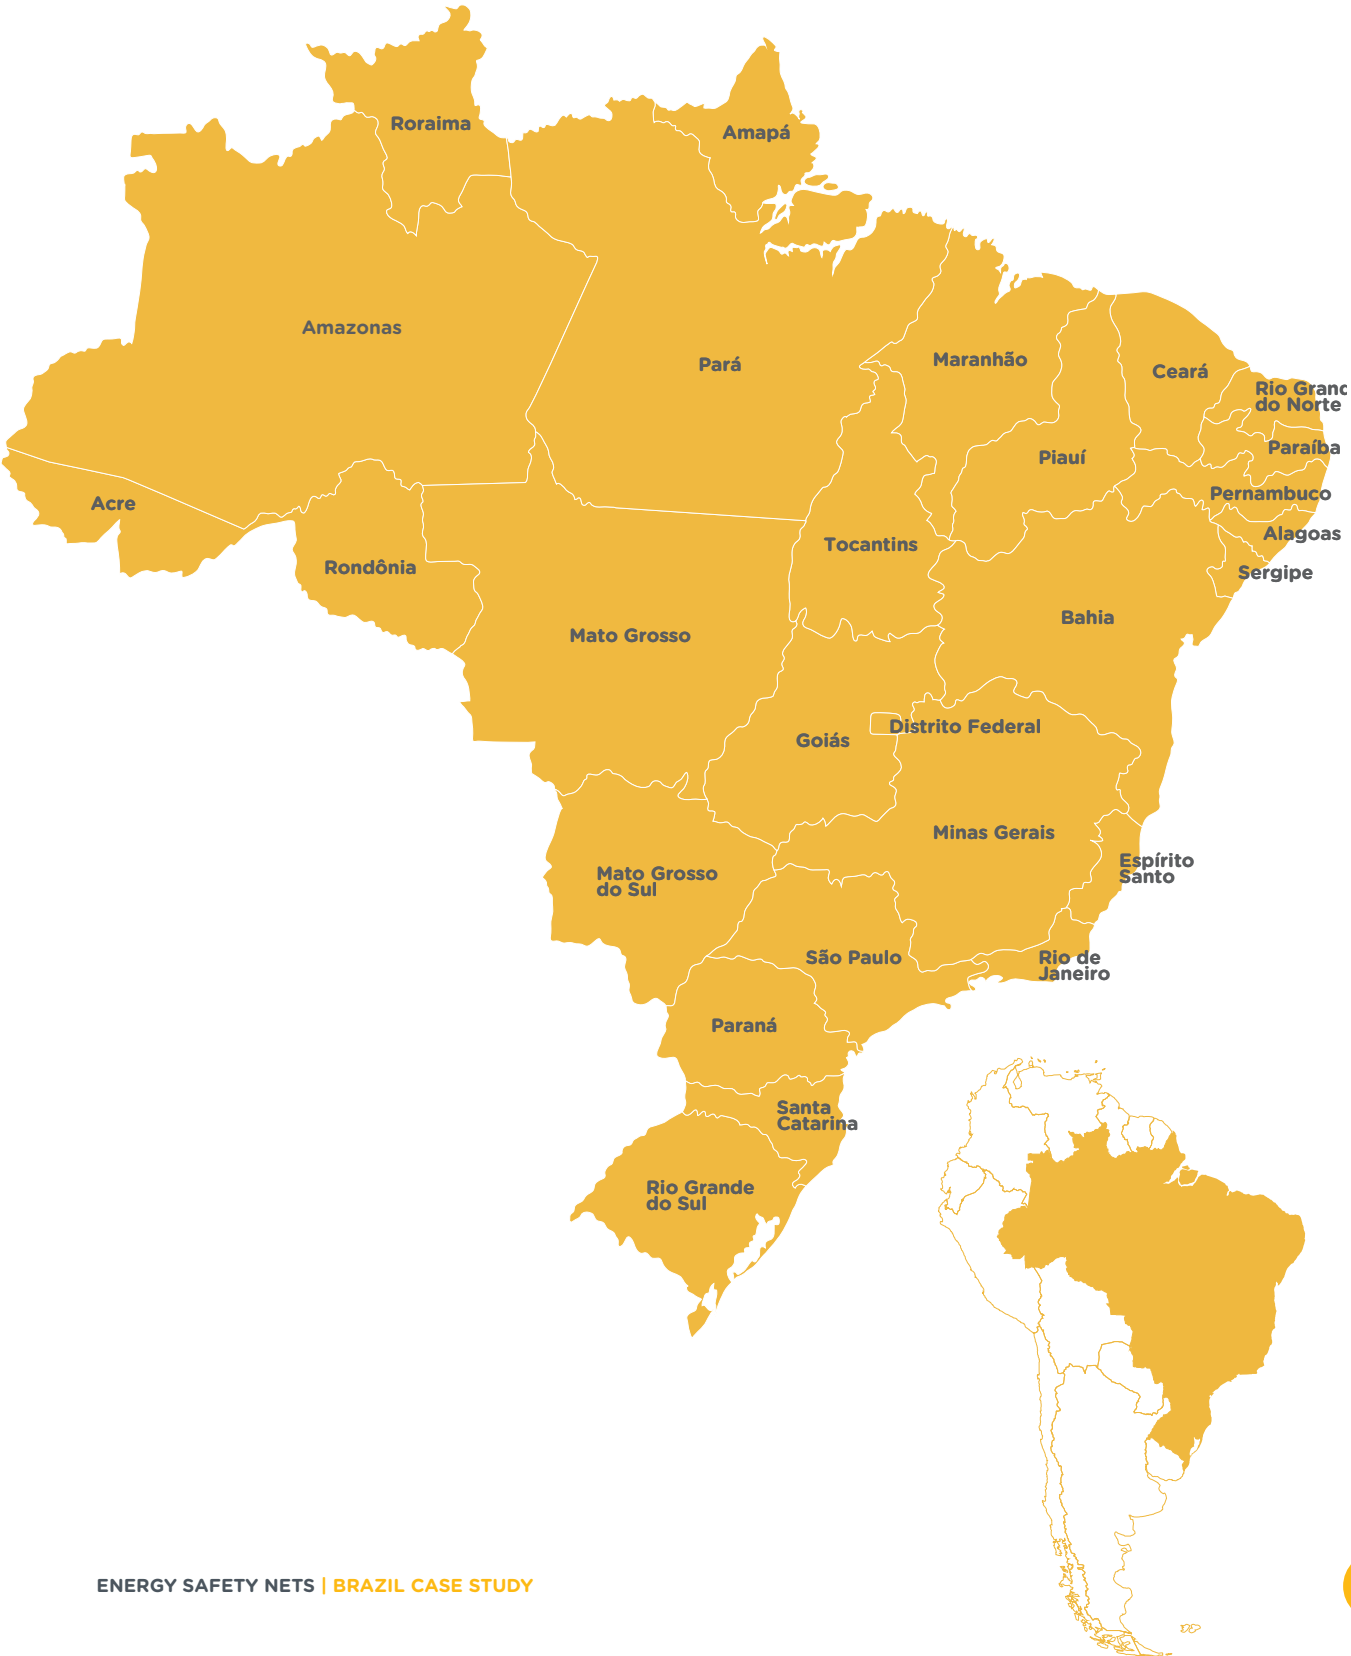 Roraima
Amapá
Amazonas
Pará
Maranhão
Ceará
Rio Grand
do Norte
Paraíba
Piauí
Pernambuco
Acre
Alagoas
Tocantins
Rondônia
Sergipe
Bahia
Mato Grosso
Distrito Federal
Goiás
Minas Gerais
Espírito
Santo
Mato Grosso
do Sul
São Paulo
Rio de
Janeiro
Paraná
Santa
Catarina
Rio Grande
do Sul
ENERGY SAFETY NETS | BRAZIL CASE STUDY